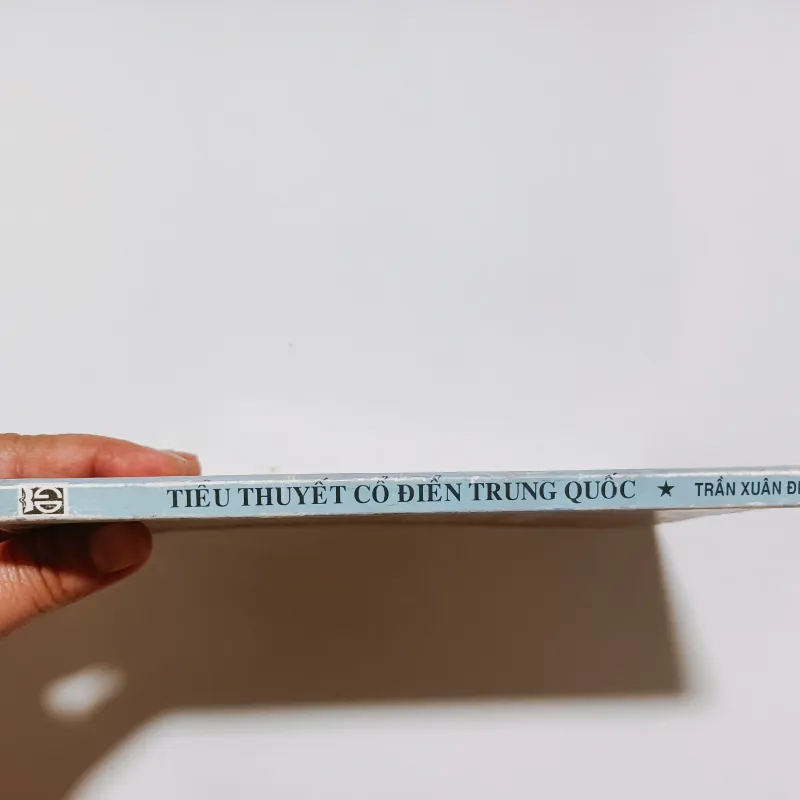 TIỂU THUYẾT CỔ ĐIỂN TRUNG QUỐC ★ TRẦN XUÂN